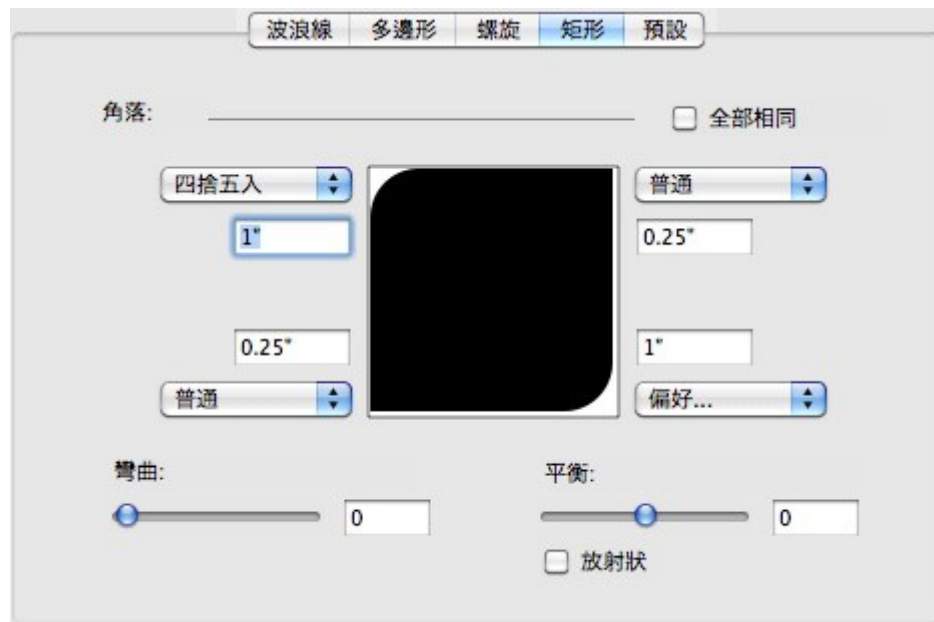 波浪線 多邊形 螺旋 矩形 預設
角落: 全部相同
四捨五入 普通
1" 0.25"
0.25" 1"
普通 偏好...
彎曲: 平衡:
0 0
放射狀